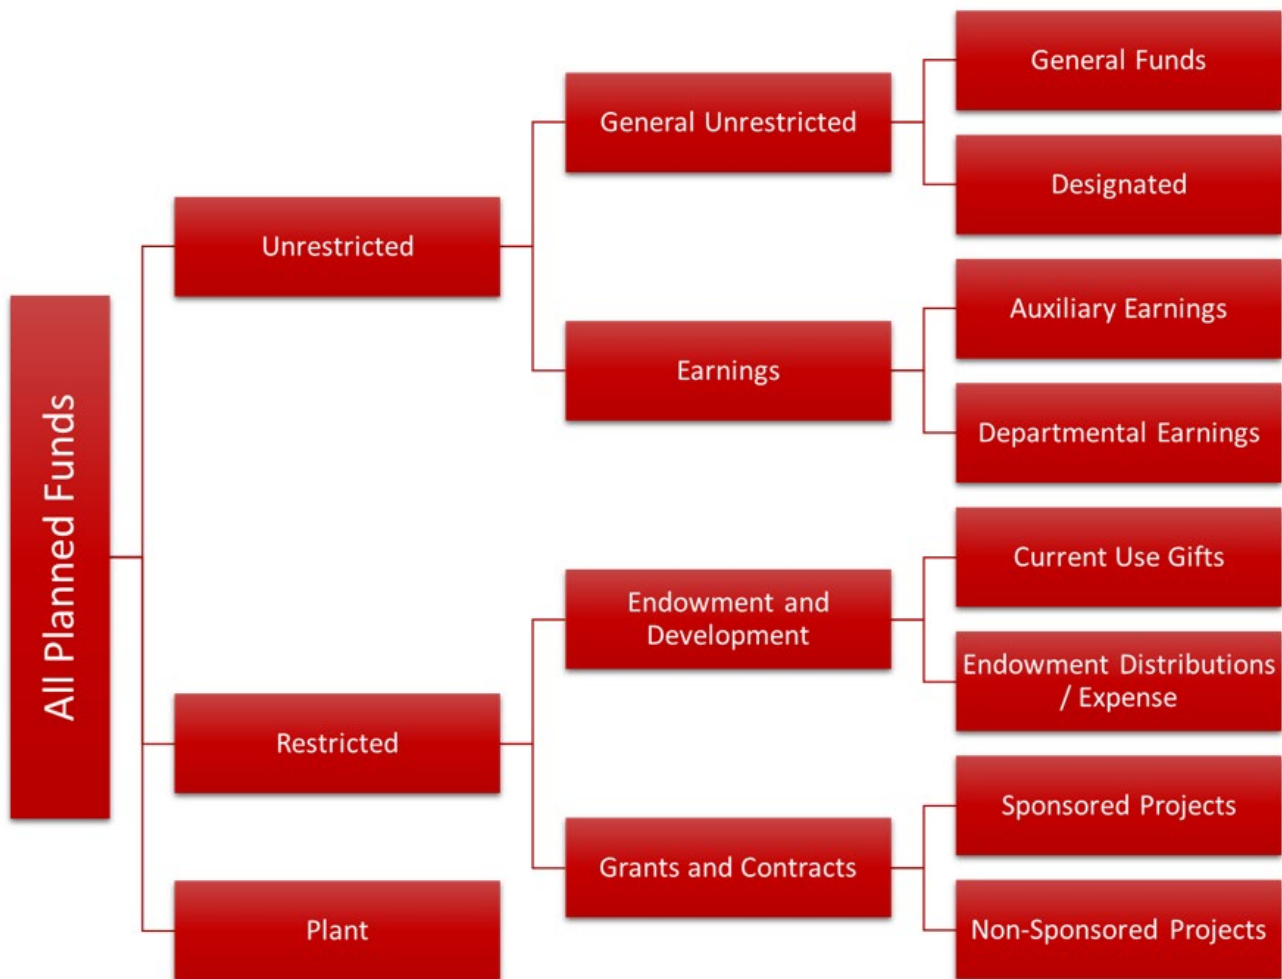 All Planned Funds
Unrestricted
General Unrestricted
General Funds
Designated
Earnings
Auxiliary Earnings
Departmental Earnings
Restricted
Endowment and
Development
Current Use Gifts
Endowment Distributions
/ Expense
Grants and Contracts
Sponsored Projects
Non-Sponsored Projects
Plant